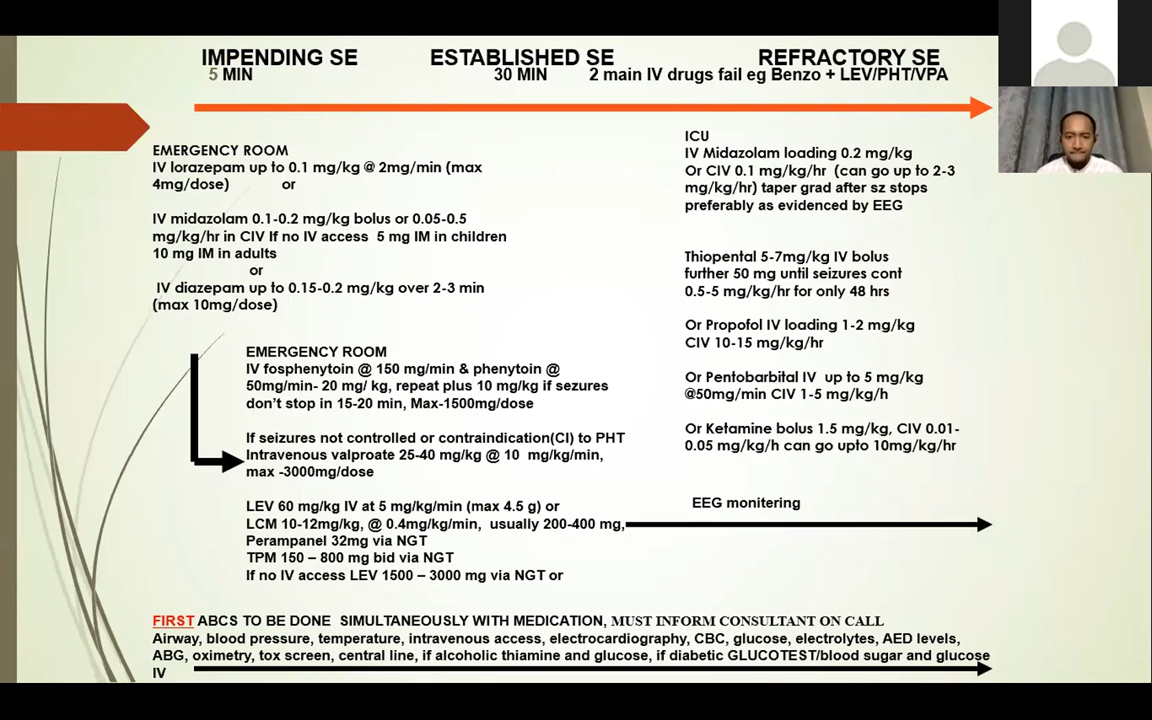 IMPENDING SE
5 MIN
ESTABLISHED SE
30 MIN
REFRACTORY SE
2 main IV drugs fail eg Benzo + LEV/PHT/VPA
EMERGENCY ROOM
IV lorazepam up to 0.1 mg/kg @ 2mg/min (max
4mg/dose) or
IV midazolam 0.1-0.2 mg/kg bolus or 0.05-0.5
mg/kg/hr in CIV If no IV access 5 mg IM in children
10 mg IM in adults
or
IV diazepam up to 0.15-0.2 mg/kg over 2-3 min
(max 10mg/dose)
EMERGENCY ROOM
IV fosphenytoin @ 150 mg/min & phenytoin @
50mg/min- 20 mg/ kg, repeat plus 10 mg/kg if sezures
don't stop in 15-20 min, Max-1500mg/dose
If seizures not controlled or contraindication(CI) to PHT
Intravenous valproate 25-40 mg/kg @ 10 mg/kg/min,
max -3000mg/dose
LEV 60 mg/kg IV at 5 mg/kg/min (max 4.5 g) or
LCM 10-12mg/kg, @ 0.4mg/kg/min, usually 200-400 mg,
Perampanel 32mg via NGT
TPM 150 – 800 mg bid via NGT
If no IV access LEV 1500 – 3000 mg via NGT or
ICU
IV Midazolam loading 0.2 mg/kg
Or CIV 0.1 mg/kg/hr (can go up to 2-3
mg/kg/hr) taper grad after sz stops
preferably as evidenced by EEG
Thiopental 5-7mg/kg IV bolus
further 50 mg until seizures cont
0.5-5 mg/kg/hr for only 48 hrs
Or Propofol IV loading 1-2 mg/kg
CIV 10-15 mg/kg/hr
Or Pentobarbital IV up to 5 mg/kg
@50mg/min CIV 1-5 mg/kg/h
Or Ketamine bolus 1.5 mg/kg, CIV 0.01-
0.05 mg/kg/h can go upto 10mg/kg/hr
EEG monitering
FIRST ABCS TO BE DONE SIMULTANEOUSLY WITH MEDICATION, MUST INFORM CONSULTANT ON CALL
Airway, blood pressure, temperature, intravenous access, electrocardiography, CBC, glucose, electrolytes, AED levels,
ABG, oximetry, tox screen, central line, if alcoholic thiamine and glucose, if diabetic GLUCOTEST/blood sugar and glucose
IV